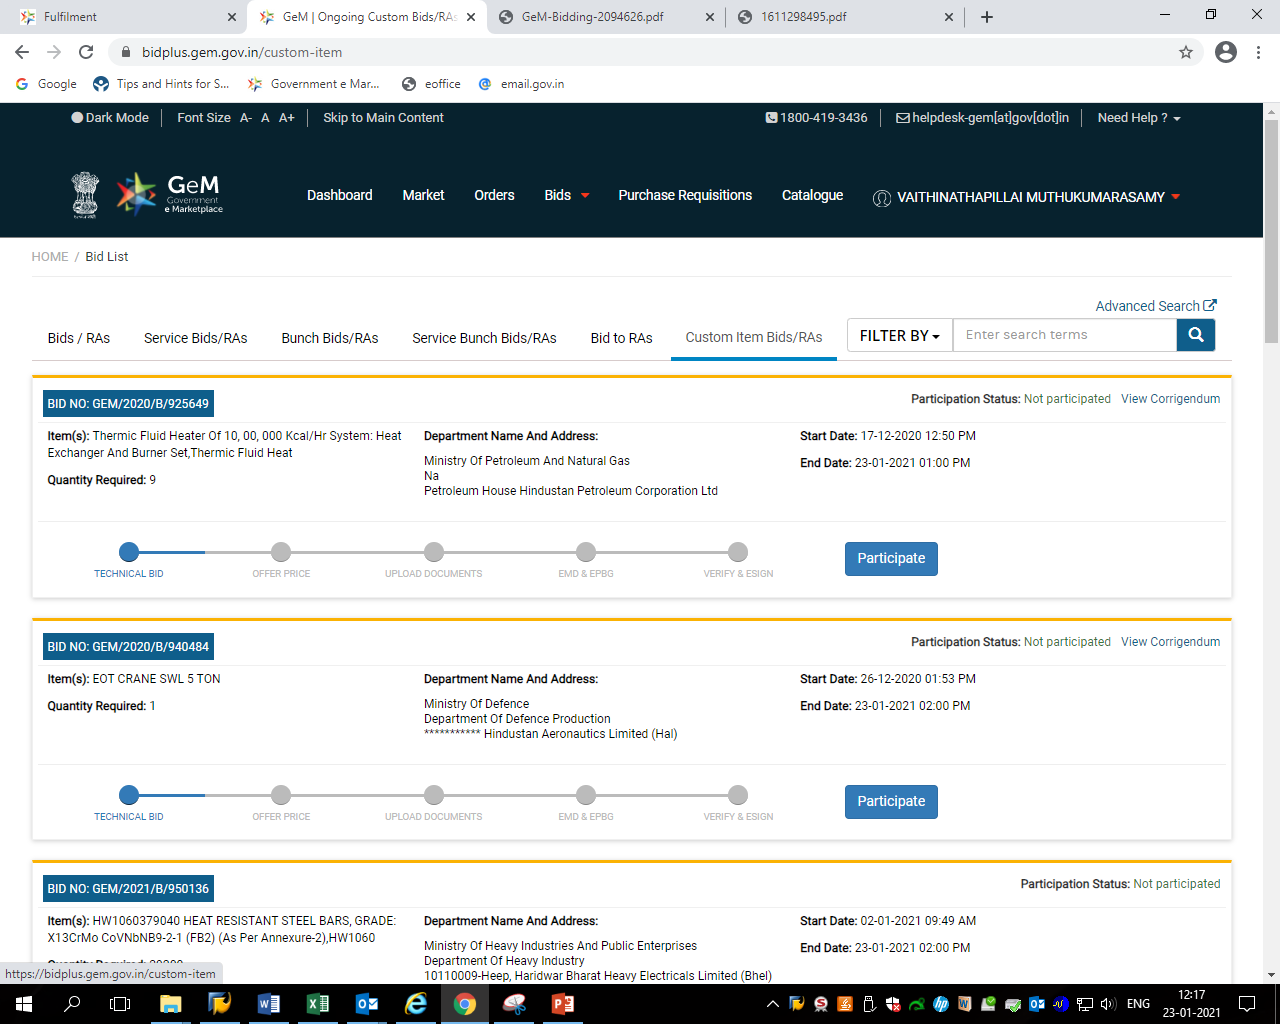 Fulfilment
GeM | Ongoing Custom Bids/RAs
GeM-Bidding-2094626.pdf
1611298495.pdf
bidplus.gem.gov.in/custom-item
Google
Tips and Hints for S...
Government e Mar...
eoffice
email.gov.in
Dark Mode
Font Size A- A A+
Skip to Main Content
1800-419-3436
helpdesk-gem[at]gov[dot]in
Need Help ?
GeM
Government
e Marketplace
Dashboard
Market
Orders
Bids
Purchase Requisitions
Catalogue
VAITHINATHAPILLAI MUTHUKUMARASAMY
HOME / Bid List
Advanced Search
Bids / RAs
Service Bids/RAs
Bunch Bids/RAs
Service Bunch Bids/RAs
Bid to RAs
Custom Item Bids/RAs
FILTER BY
Enter search terms
BID NO: GEM/2020/B/925649
Participation Status: Not participated View Corrigendum
Item(s): Thermic Fluid Heater Of 10, 00, 000 Kcal/Hr System: Heat
Exchanger And Burner Set,Thermic Fluid Heat
Quantity Required: 9
Department Name And Address:
Ministry Of Petroleum And Natural Gas
Na
Petroleum House Hindustan Petroleum Corporation Ltd
Start Date: 17-12-2020 12:50 PM
End Date: 23-01-2021 01:00 PM
TECHNICAL BID
OFFER PRICE
UPLOAD DOCUMENTS
EMD & EPBG
VERIFY & ESIGN
Participate
BID NO: GEM/2020/B/940484
Participation Status: Not participated View Corrigendum
Item(s): EOT CRANE SWL 5 TON
Quantity Required: 1
Department Name And Address:
Ministry Of Defence
Department Of Defence Production
*********** Hindustan Aeronautics Limited (Hal)
Start Date: 26-12-2020 01:53 PM
End Date: 23-01-2021 02:00 PM
TECHNICAL BID
OFFER PRICE
UPLOAD DOCUMENTS
EMD & EPBG
VERIFY & ESIGN
Participate
BID NO: GEM/2021/B/950136
Participation Status: Not participated
Item(s): HW1060379040 HEAT RESISTANT STEEL BARS, GRADE:
X13CrMo CoVNbNB9-2-1 (FB2) (As Per Annexure-2),HW1060
Department Name And Address:
Ministry Of Heavy Industries And Public Enterprises
Department Of Heavy Industry
10110009-Heep, Haridwar Bharat Heavy Electricals Limited (Bhel)
Start Date: 02-01-2021 09:49 AM
End Date: 23-01-2021 02:00 PM
https://bidplus.gem.gov.in/custom-item
ENG
12:17
23-01-2021